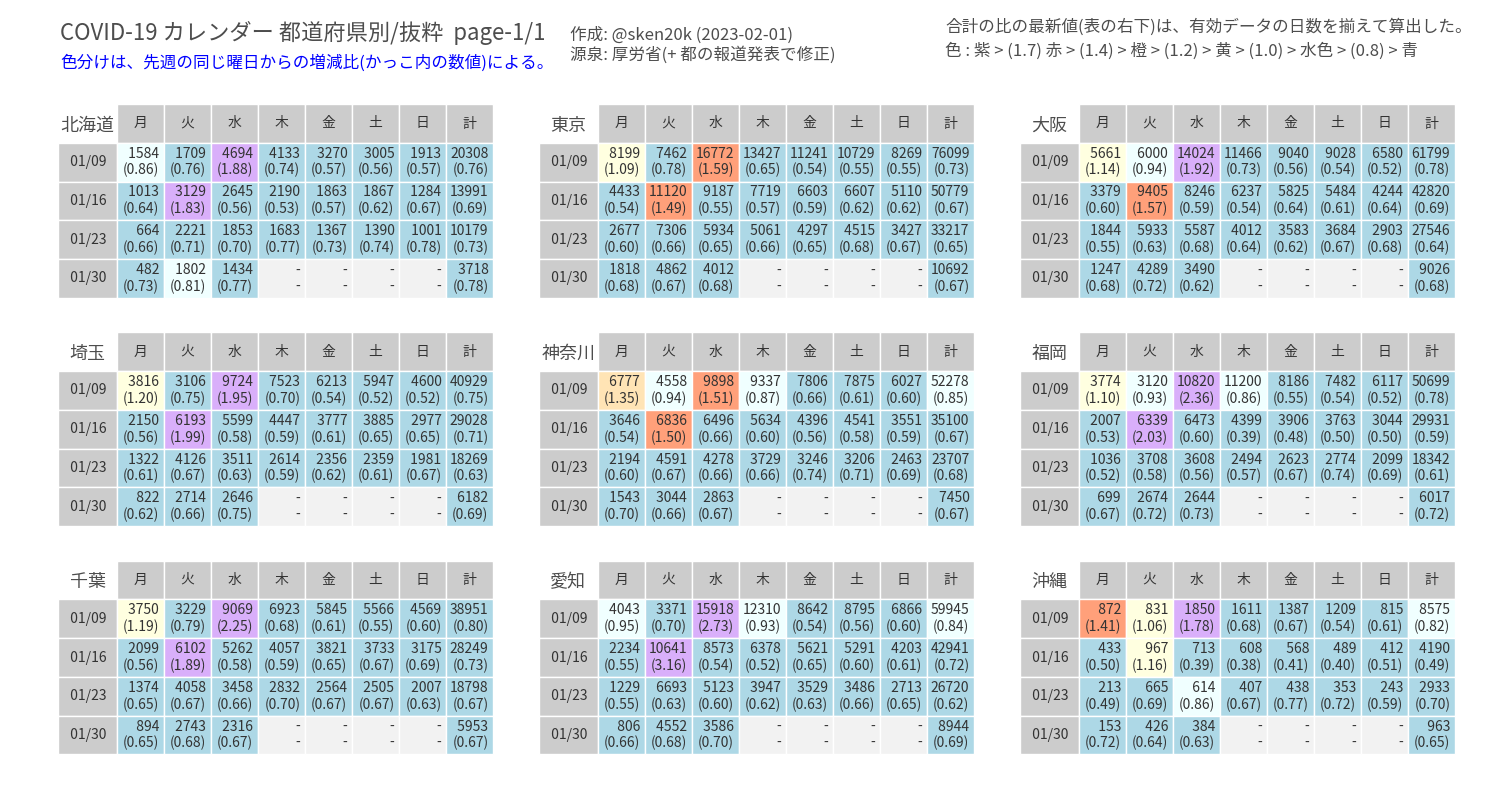 COVID-19 カレンダー 都道府県別/抜粋 page-1/1
色分けは、先週の同じ曜日からの増減比(かっこ内の数値)による。
作成: @sken20k (2023-02-01)
源泉: 厚労省(+ 都の報道発表で修正)
合計の比の最新値(表の右下)は、有効データの日数を揃えて算出した。
色 : 紫 > (1.7) 赤 > (1.4) > 橙 > (1.2) > 黄 > (1.0) > 水色 > (0.8) > 青
北海道 月 火 水 木 金 土 日 計
01/09 1584 1709 4694 4133 3270 3005 1913 20308
(0.86) (0.76) (1.88) (0.74) (0.57) (0.56) (0.57) (0.76)
01/16 1013 3129 2645 2190 1863 1867 1284 13991
(0.64) (1.83) (0.56) (0.53) (0.57) (0.62) (0.67) (0.69)
01/23 664 2221 1853 1683 1367 1390 1001 10179
(0.66) (0.71) (0.70) (0.77) (0.73) (0.74) (0.78) (0.73)
01/30 482 1802 1434 - - - - 3718
(0.73) (0.81) (0.77) - - - - (0.78)
東京 月 火 水 木 金 土 日 計
01/09 8199 7462 16772 13427 11241 10729 8269 76099
(1.09) (0.78) (1.59) (0.65) (0.54) (0.55) (0.55) (0.73)
01/16 4433 11120 9187 7719 6603 6607 5110 50779
(0.54) (1.49) (0.55) (0.57) (0.59) (0.62) (0.62) (0.67)
01/23 2677 7306 5934 5061 4297 4515 3427 33217
(0.60) (0.66) (0.65) (0.66) (0.65) (0.68) (0.67) (0.65)
01/30 1818 4862 4012 - - - - 10692
(0.68) (0.67) (0.68) - - - - (0.67)
大阪 月 火 水 木 金 土 日 計
01/09 5661 6000 14024 11466 9040 9028 6580 61799
(1.14) (0.94) (1.92) (0.73) (0.56) (0.54) (0.52) (0.78)
01/16 3379 9405 8246 6237 5825 5484 4244 42820
(0.60) (1.57) (0.59) (0.54) (0.64) (0.61) (0.64) (0.69)
01/23 1844 5933 5587 4012 3583 3684 2903 27546
(0.55) (0.63) (0.68) (0.64) (0.62) (0.67) (0.68) (0.64)
01/30 1247 4289 3490 - - - - 9026
(0.68) (0.72) (0.62) - - - - (0.68)
埼玉 月 火 水 木 金 土 日 計
01/09 3816 3106 9724 7523 6213 5947 4600 40929
(1.20) (0.75) (1.95) (0.70) (0.54) (0.52) (0.52) (0.75)
01/16 2150 6193 5599 4447 3777 3885 2977 29028
(0.56) (1.99) (0.58) (0.59) (0.61) (0.65) (0.65) (0.71)
01/23 1322 4126 3511 2614 2356 2359 1981 18269
(0.61) (0.67) (0.63) (0.59) (0.62) (0.61) (0.67) (0.63)
01/30 822 2714 2646 - - - - 6182
(0.62) (0.66) (0.75) - - - - (0.69)
神奈川 月 火 水 木 金 土 日 計
01/09 6777 4558 9898 9337 7806 7875 6027 52278
(1.35) (0.94) (1.51) (0.87) (0.66) (0.61) (0.60) (0.85)
01/16 3646 6836 6496 5634 4396 4541 3551 35100
(0.54) (1.50) (0.66) (0.60) (0.56) (0.58) (0.59) (0.67)
01/23 2194 4591 4278 3729 3246 3206 2463 23707
(0.60) (0.67) (0.66) (0.66) (0.74) (0.71) (0.69) (0.68)
01/30 1543 3044 2863 - - - - 7450
(0.70) (0.66) (0.67) - - - - (0.67)
福岡 月 火 水 木 金 土 日 計
01/09 3774 3120 10820 11200 8186 7482 6117 50699
(1.10) (0.93) (2.36) (0.86) (0.55) (0.54) (0.52) (0.78)
01/16 2007 6339 6473 4399 3906 3763 3044 29931
(0.53) (2.03) (0.60) (0.39) (0.48) (0.50) (0.50) (0.59)
01/23 1036 3708 3608 2494 2623 2774 2099 18342
(0.52) (0.58) (0.56) (0.57) (0.67) (0.74) (0.69) (0.61)
01/30 699 2674 2644 - - - - 6017
(0.67) (0.72) (0.73) - - - - (0.72)
千葉 月 火 水 木 金 土 日 計
01/09 3750 3229 9069 6923 5845 5566 4569 38951
(1.19) (0.79) (2.25) (0.68) (0.61) (0.55) (0.60) (0.80)
01/16 2099 6102 5262 4057 3821 3733 3175 28249
(0.56) (1.89) (0.58) (0.59) (0.65) (0.67) (0.69) (0.73)
01/23 1374 4058 3458 2832 2564 2505 2007 18798
(0.65) (0.67) (0.66) (0.70) (0.67) (0.67) (0.63) (0.67)
01/30 894 2743 2316 - - - - 5953
(0.65) (0.68) (0.67) - - - - (0.67)
愛知 月 火 水 木 金 土 日 計
01/09 4043 3371 15918 12310 8642 8795 6866 59945
(0.95) (0.70) (2.73) (0.93) (0.54) (0.56) (0.60) (0.84)
01/16 2234 10641 8573 6378 5621 5291 4203 42941
(0.55) (3.16) (0.54) (0.52) (0.65) (0.60) (0.61) (0.72)
01/23 1229 6693 5123 3947 3529 3486 2713 26720
(0.55) (0.63) (0.60) (0.62) (0.63) (0.66) (0.65) (0.62)
01/30 806 4552 3586 - - - - 8944
(0.66) (0.68) (0.70) - - - - (0.69)
沖縄 月 火 水 木 金 土 日 計
01/09 872 831 1850 1611 1387 1209 815 8575
(1.41) (1.06) (1.78) (0.68) (0.67) (0.54) (0.61) (0.82)
01/16 433 967 713 608 568 489 412 4190
(0.50) (1.16) (0.39) (0.38) (0.41) (0.40) (0.51) (0.49)
01/23 213 665 614 407 438 353 243 2933
(0.49) (0.69) (0.86) (0.67) (0.77) (0.72) (0.59) (0.70)
01/30 153 426 384 - - - - 963
(0.72) (0.64) (0.63) - - - - (0.65)